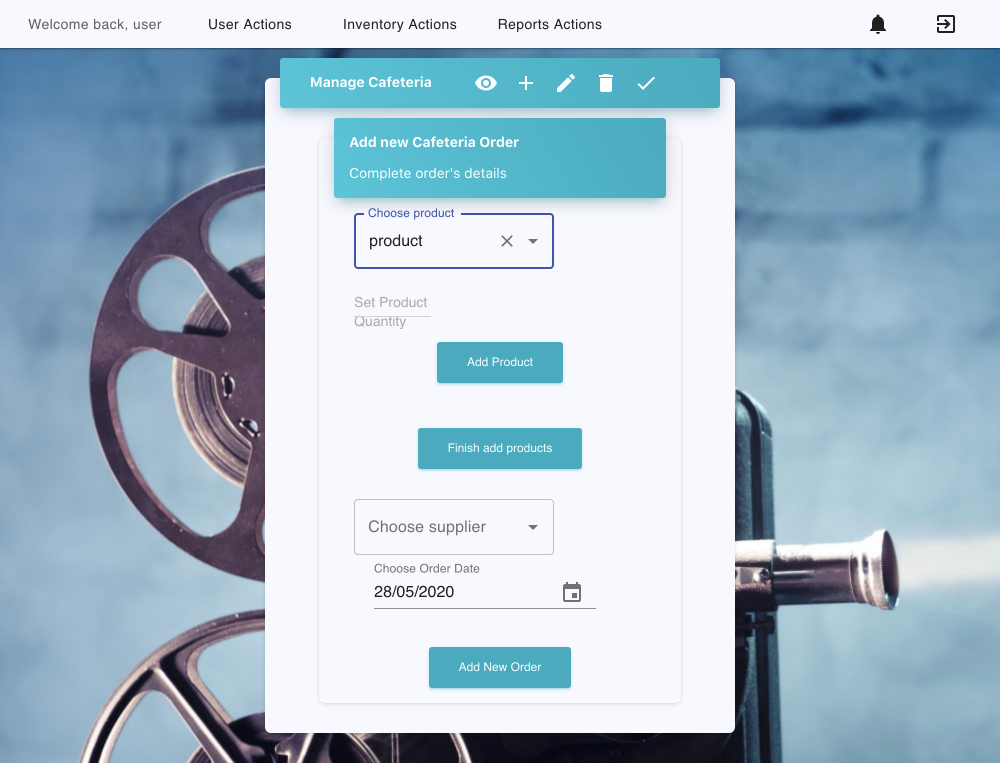 Welcome back, user
User Actions
Inventory Actions
Reports Actions
Manage Cafeteria
Add new Cafeteria Order
Complete order's details
Choose product
product
Set Product
Quantity
Add Product
Finish add products
Choose supplier
Choose Order Date
28/05/2020
Add New Order